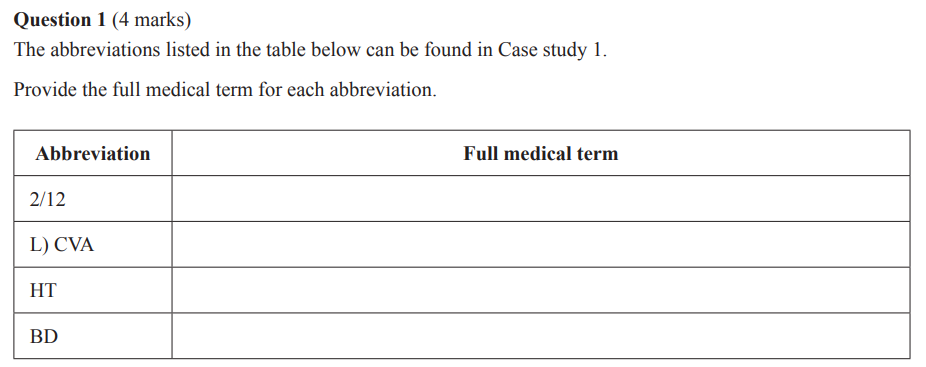 Question 1 (4 marks)
The abbreviations listed in the table below can be found in Case study 1.
Provide the full medical term for each abbreviation.
Abbreviation Full medical term
2/12
L) CVA
HT
BD